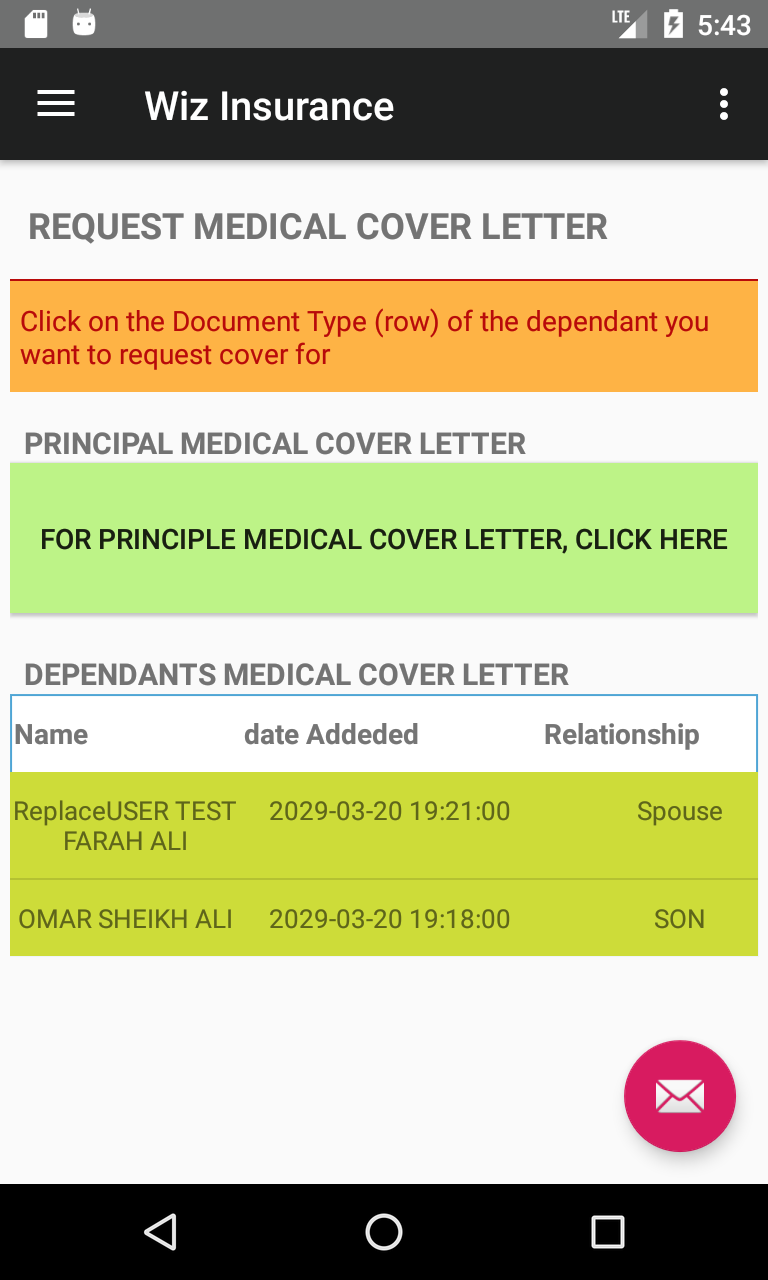 LTE 5:43
Wiz Insurance
REQUEST MEDICAL COVER LETTER
Click on the Document Type (row) of the dependant you
want to request cover for
PRINCIPAL MEDICAL COVER LETTER
FOR PRINCIPLE MEDICAL COVER LETTER, CLICK HERE
DEPENDANTS MEDICAL COVER LETTER
Name date Addeded Relationship
ReplaceUSER TEST 2029-03-20 19:21:00 Spouse
FARAH ALI
OMAR SHEIKH ALI 2029-03-20 19:18:00 SON